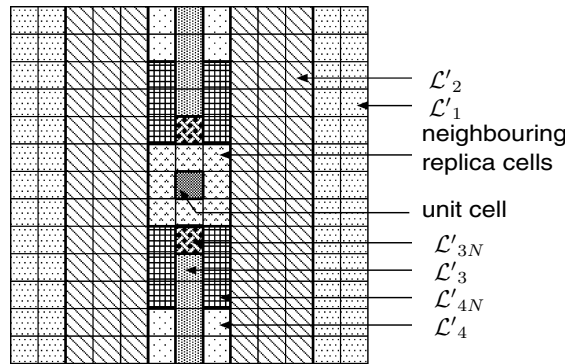 ℒ′₂
ℒ′₁
neighbouring
replica cells
unit cell
ℒ′₃N
ℒ′₃
ℒ′₄N
ℒ′₄